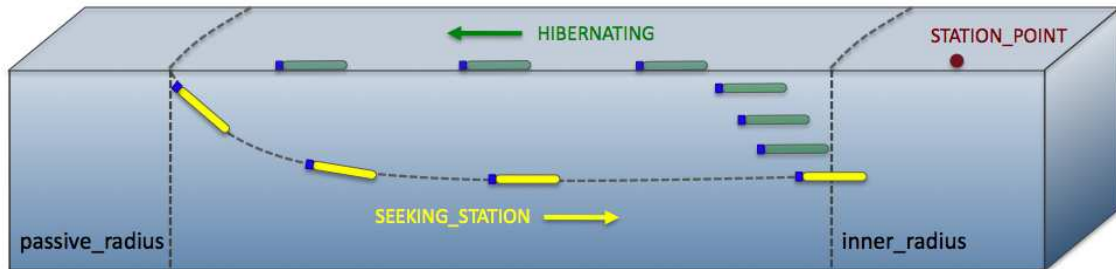 HIBERNATING
STATION_POINT
SEEKING_STATION
passive_radius
inner_radius